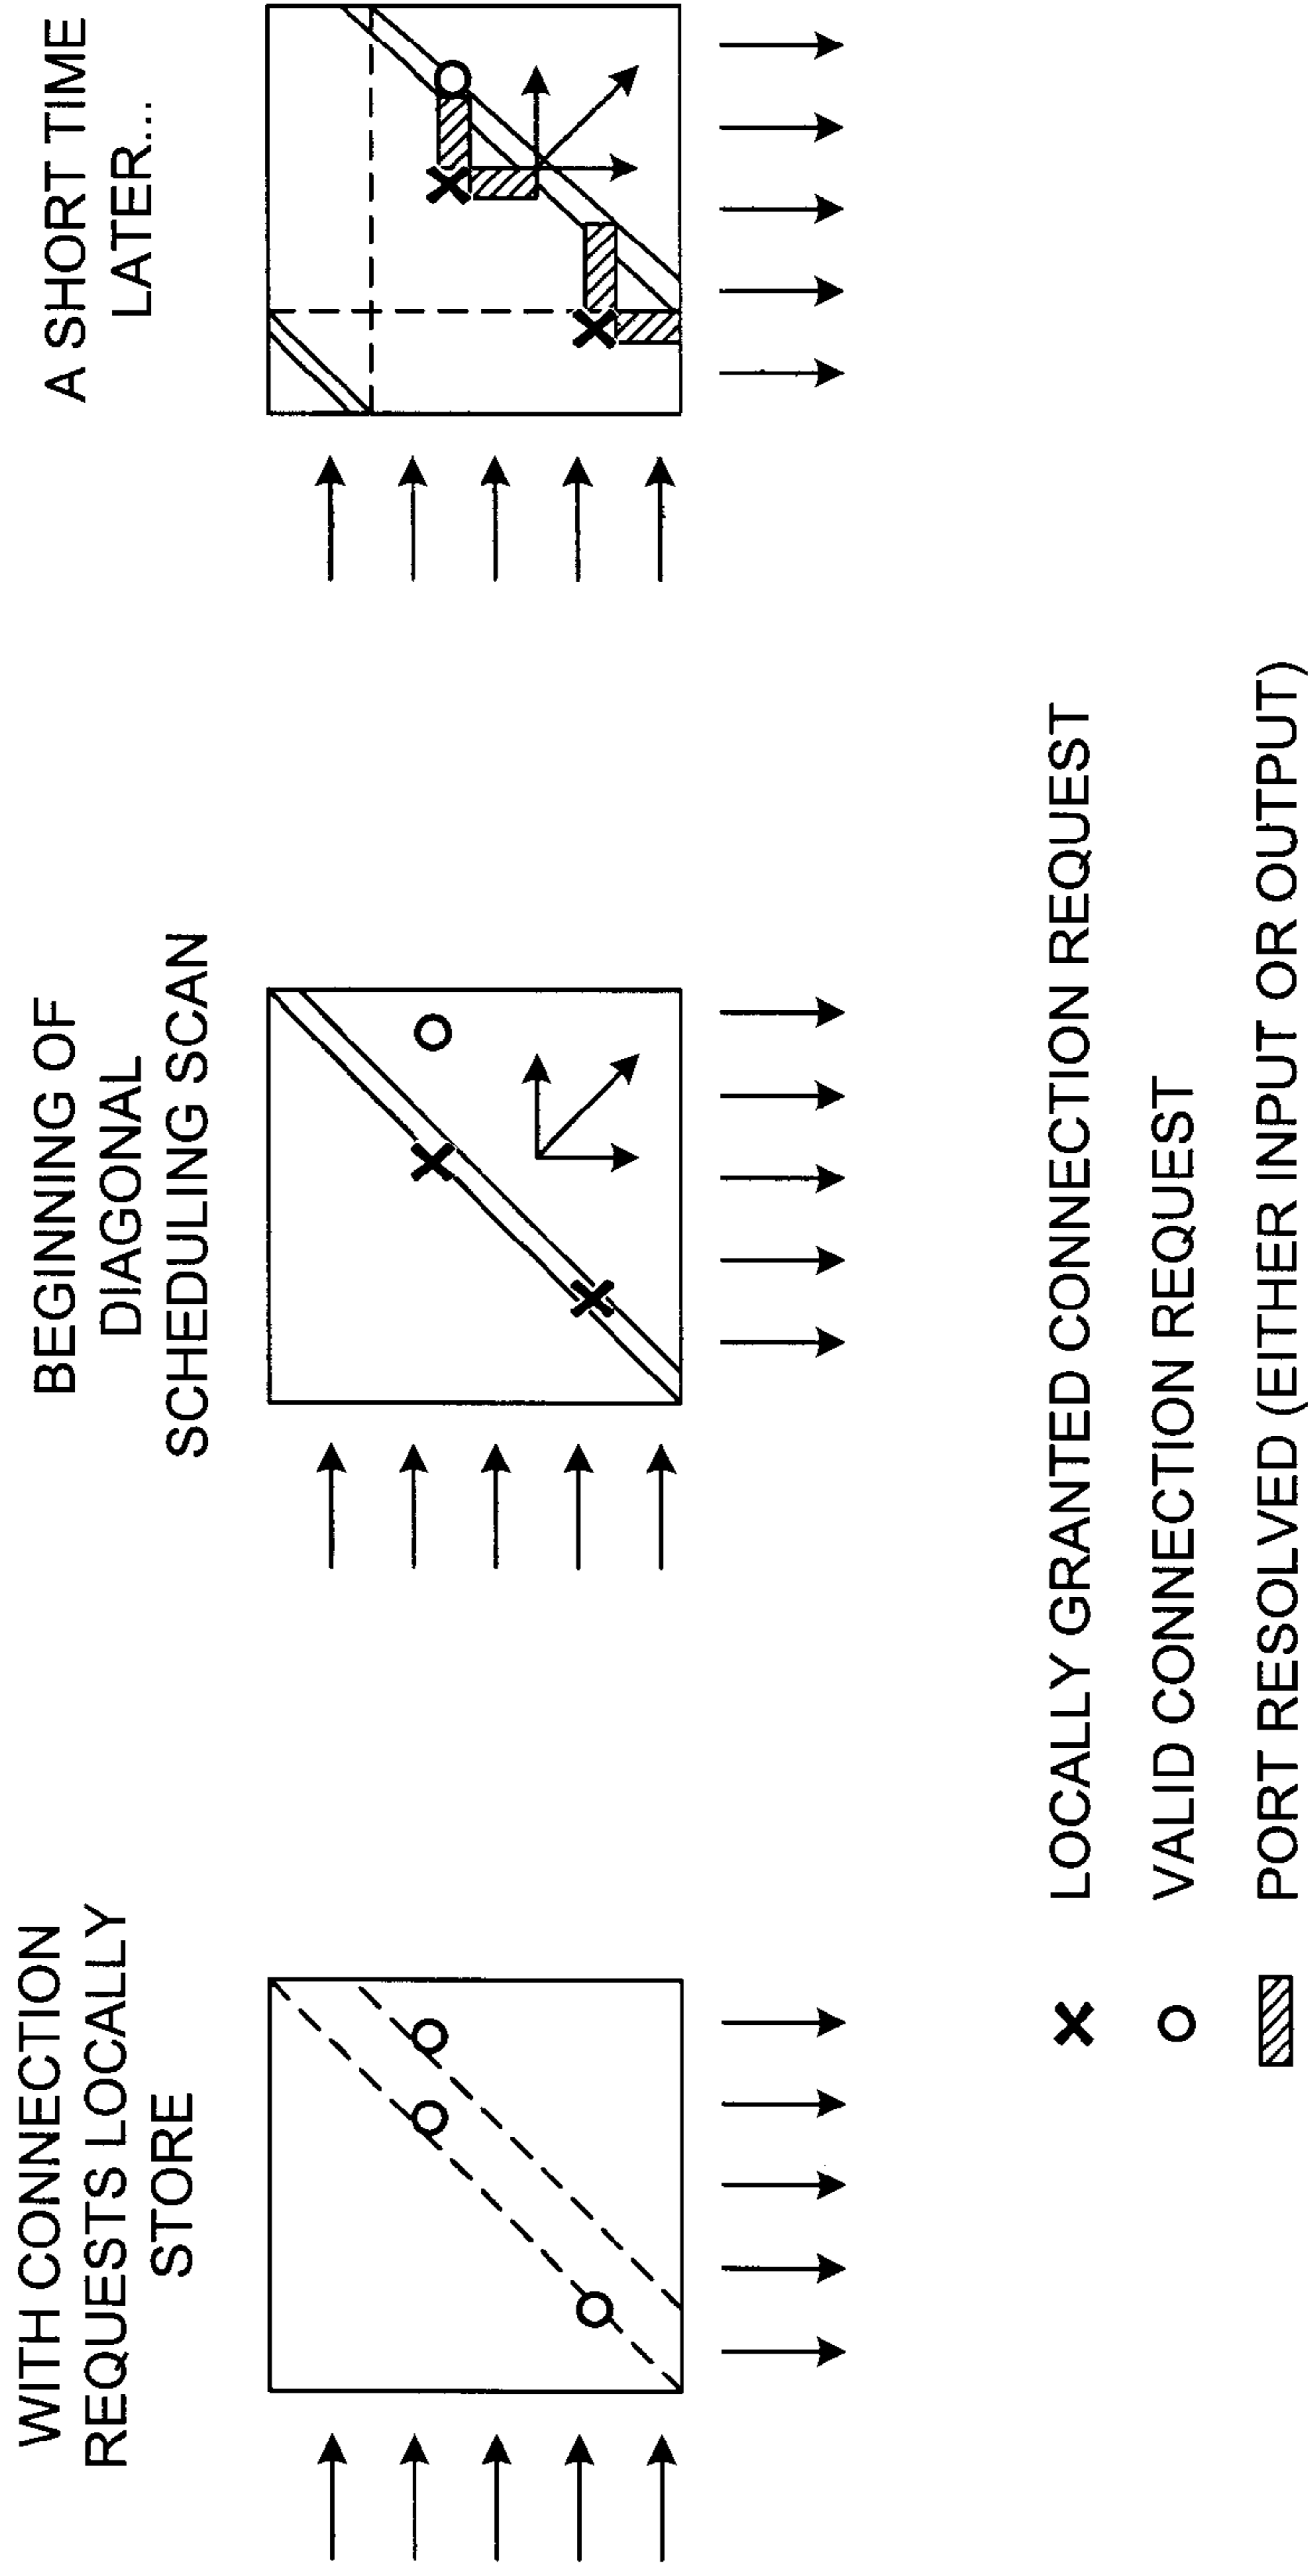 WITH CONNECTION
REQUESTS LOCALLY
STORE
BEGINNING OF
DIAGONAL
SCHEDULING SCAN
A SHORT TIME
LATER...
LOCALLY GRANTED CONNECTION REQUEST
VALID CONNECTION REQUEST
PORT RESOLVED (EITHER INPUT OR OUTPUT)